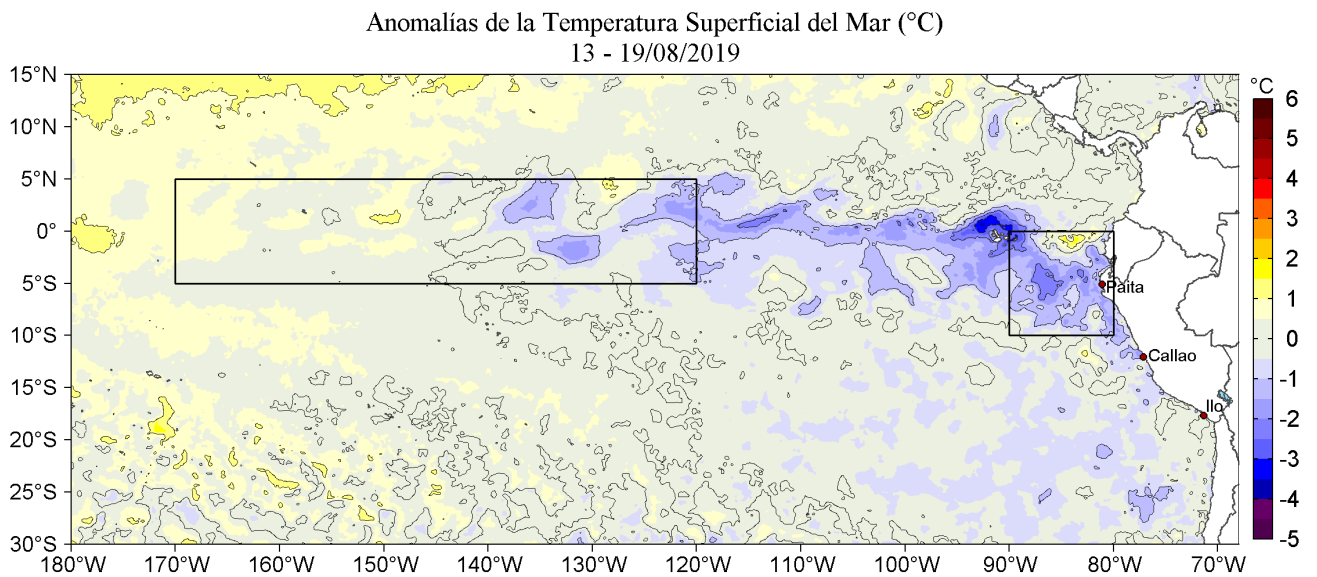 Anomalías de la Temperatura Superficial del Mar (°C)
13 - 19/08/2019
15°N
10°N
5°N
0°
5°S
10°S
15°S
20°S
25°S
30°S
180°W
170°W
160°W
150°W
140°W
130°W
120°W
110°W
100°W
90°W
80°W
70°W
Paita
Callao
Ilo
°C
6
5
4
3
2
1
0
-1
-2
-3
-4
-5